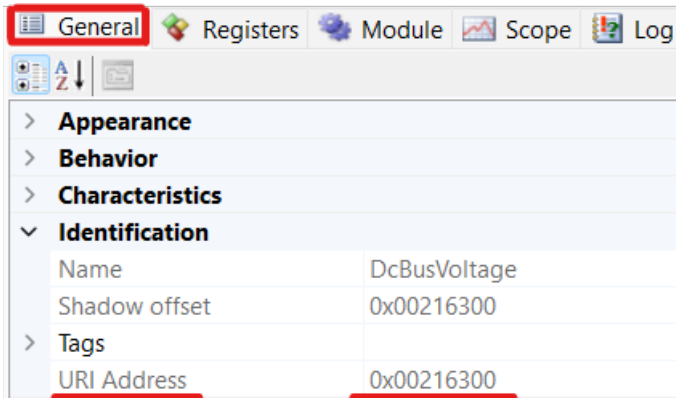 General Registers Module Scope Log
Appearance
Behavior
Characteristics
Identification
Name DcBusVoltage
Shadow offset 0x00216300
Tags
URI Address 0x00216300